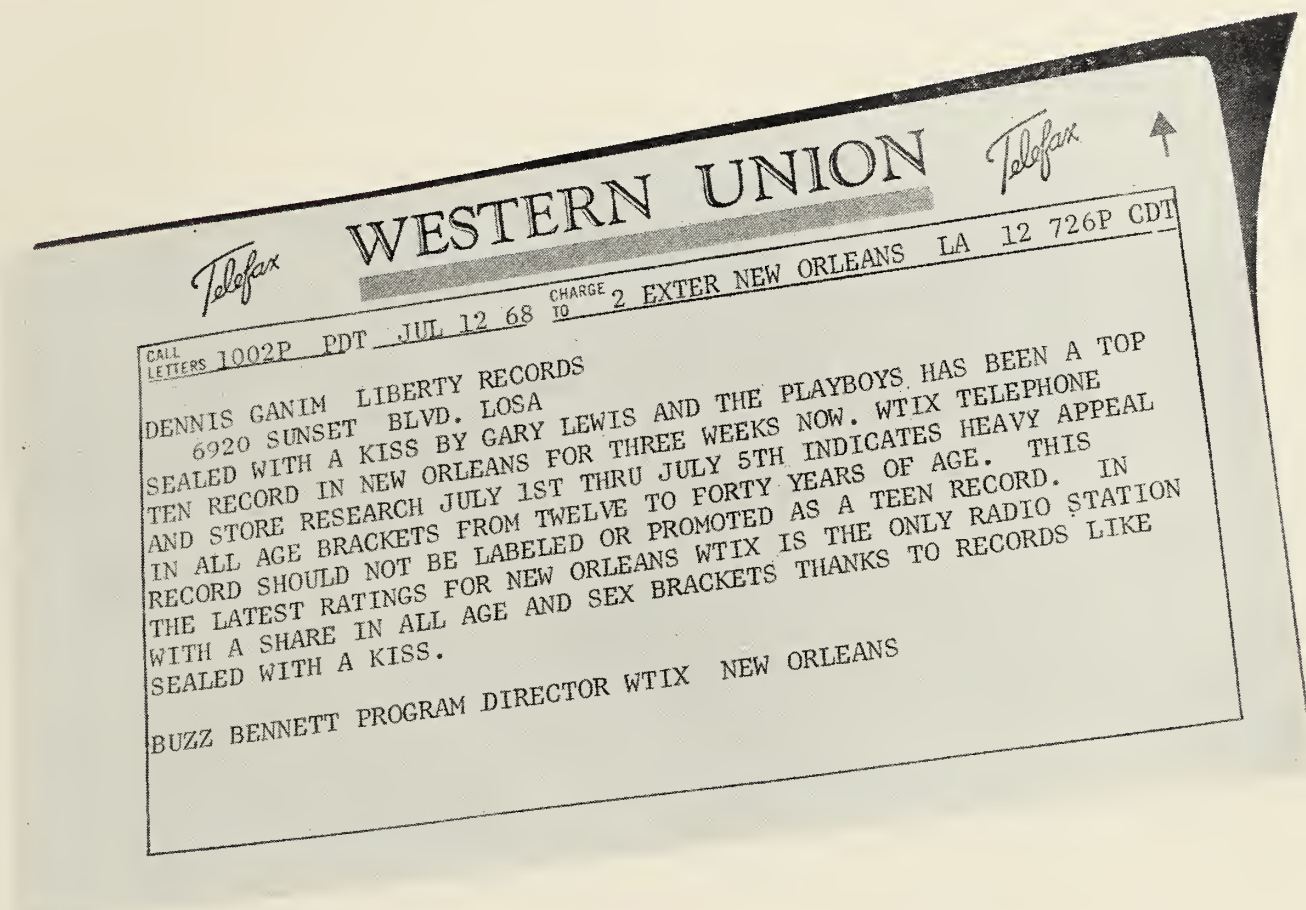 Telefax WESTERN UNION Telefax
CALL LETTERS 1002P PDT JUL 12 68 CHARGE TO 2 EXTER NEW ORLEANS LA 12 726P CDT
DENNIS GANIM LIBERTY RECORDS
6920 SUNSET BLVD. LOSA
SEALED WITH A KISS BY GARY LEWIS AND THE PLAYBOYS HAS BEEN A TOP
TEN RECORD IN NEW ORLEANS FOR THREE WEEKS NOW. WTIX TELEPHONE
AND STORE RESEARCH JULY 1ST THRU JULY 5TH INDICATES HEAVY APPEAL
IN ALL AGE BRACKETS FROM TWELVE TO FORTY YEARS OF AGE. THIS
RECORD SHOULD NOT BE LABELED OR PROMOTED AS A TEEN RECORD. IN
THE LATEST RATINGS FOR NEW ORLEANS WTIX IS THE ONLY RADIO STATION
WITH A SHARE IN ALL AGE AND SEX BRACKETS THANKS TO RECORDS LIKE
SEALED WITH A KISS.
BUZZ BENNETT PROGRAM DIRECTOR WTIX NEW ORLEANS